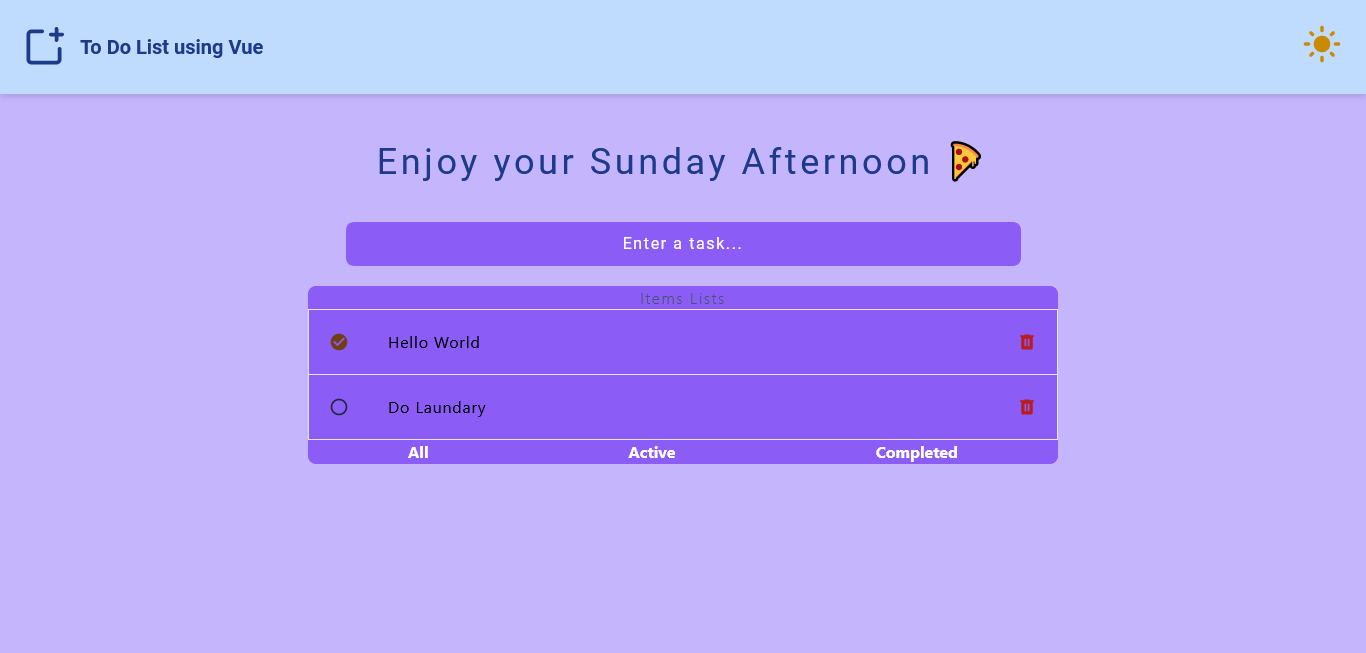 To Do List using Vue
Enjoy your Sunday Afternoon 🍕
Enter a task...
Items Lists
Hello World
Do Laundary
All Active Completed